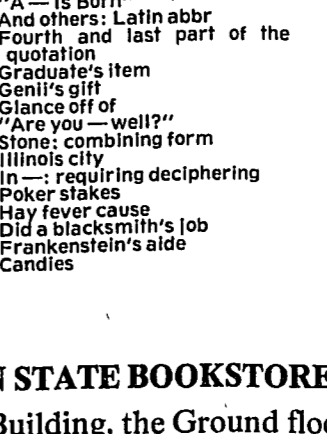 "A — Is Born"
And others: Latin abbr
Fourth and last part of the
quotation
Graduate's item
Genii's gift
Glance off of
"Are you — well?"
Stone: combining form
Illinois city
In —: requiring deciphering
Poker stakes
Hay fever cause
Did a blacksmith's job
Frankenstein's aide
Candies
STATE BOOKSTORE
Building, the Ground